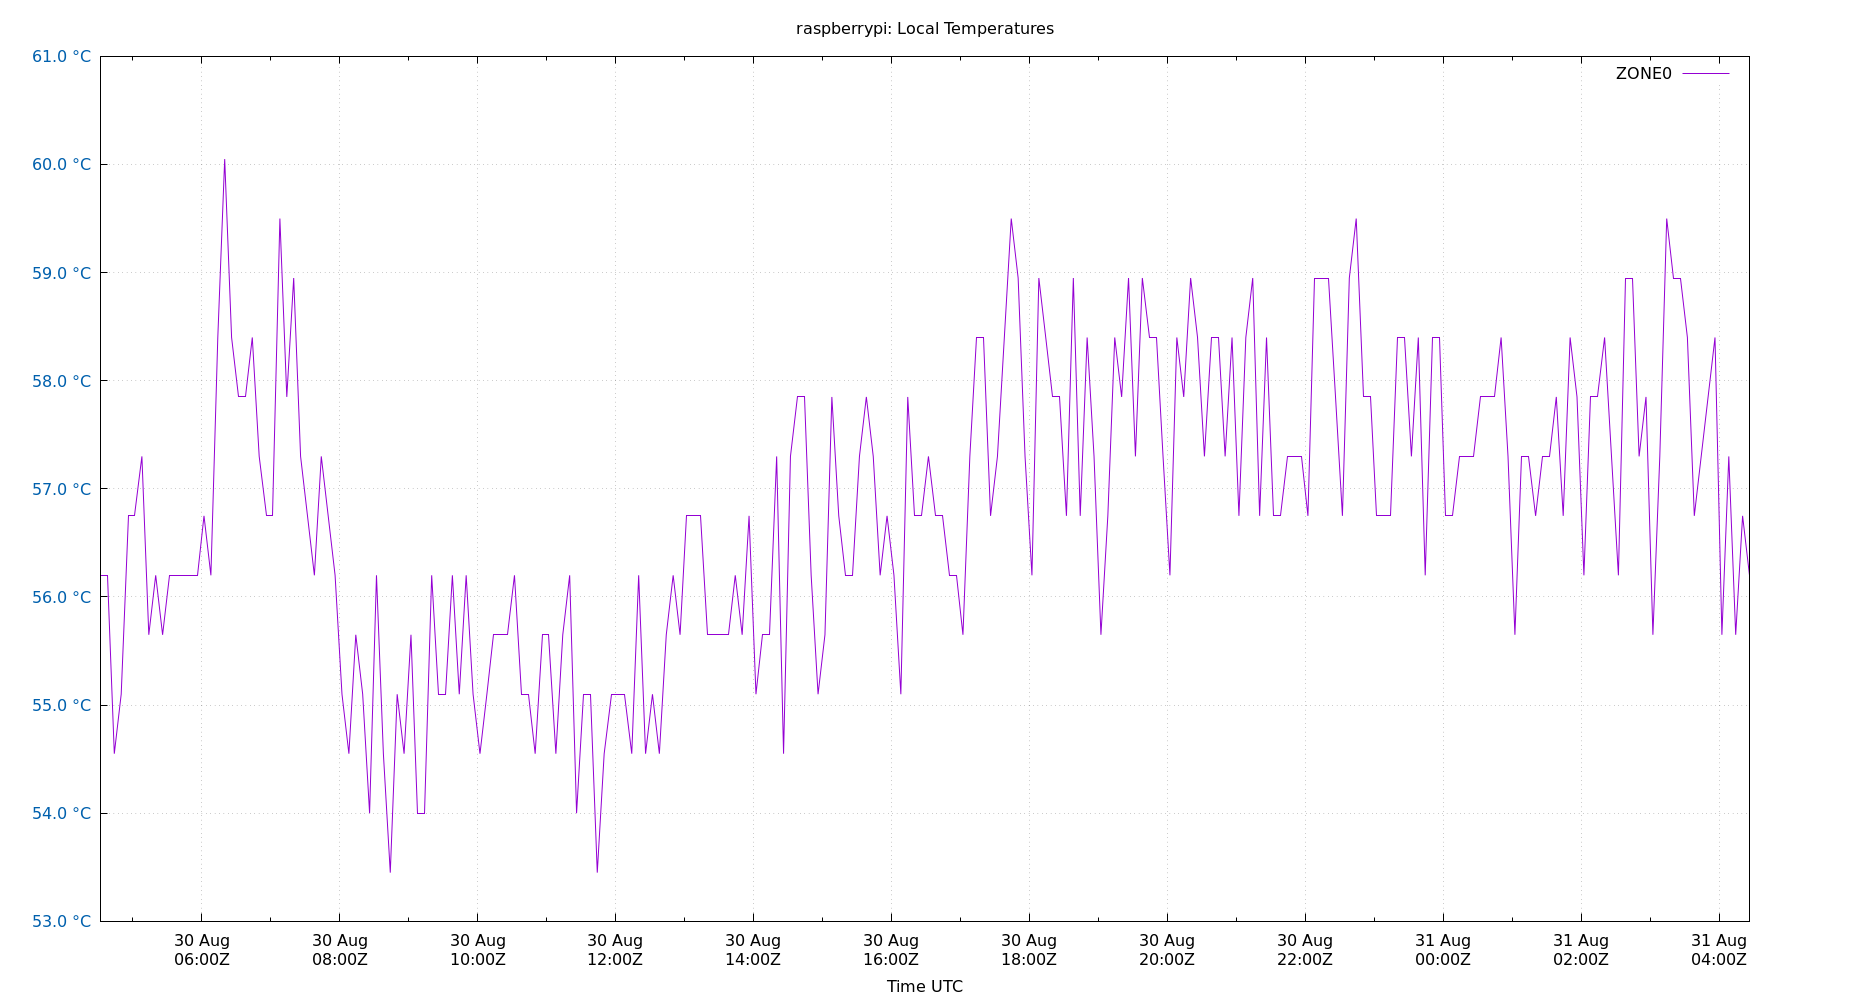 raspberrypi: Local Temperatures
61.0 °C
ZONE0
60.0 °C
59.0 °C
58.0 °C
57.0 °C
56.0 °C
55.0 °C
54.0 °C
53.0 °C
30 Aug 30 Aug 30 Aug 30 Aug 30 Aug 30 Aug 30 Aug 30 Aug 30 Aug 31 Aug 31 Aug 31 Aug
06:00Z 08:00Z 10:00Z 12:00Z 14:00Z 16:00Z 18:00Z 20:00Z 22:00Z 00:00Z 02:00Z 04:00Z
Time UTC